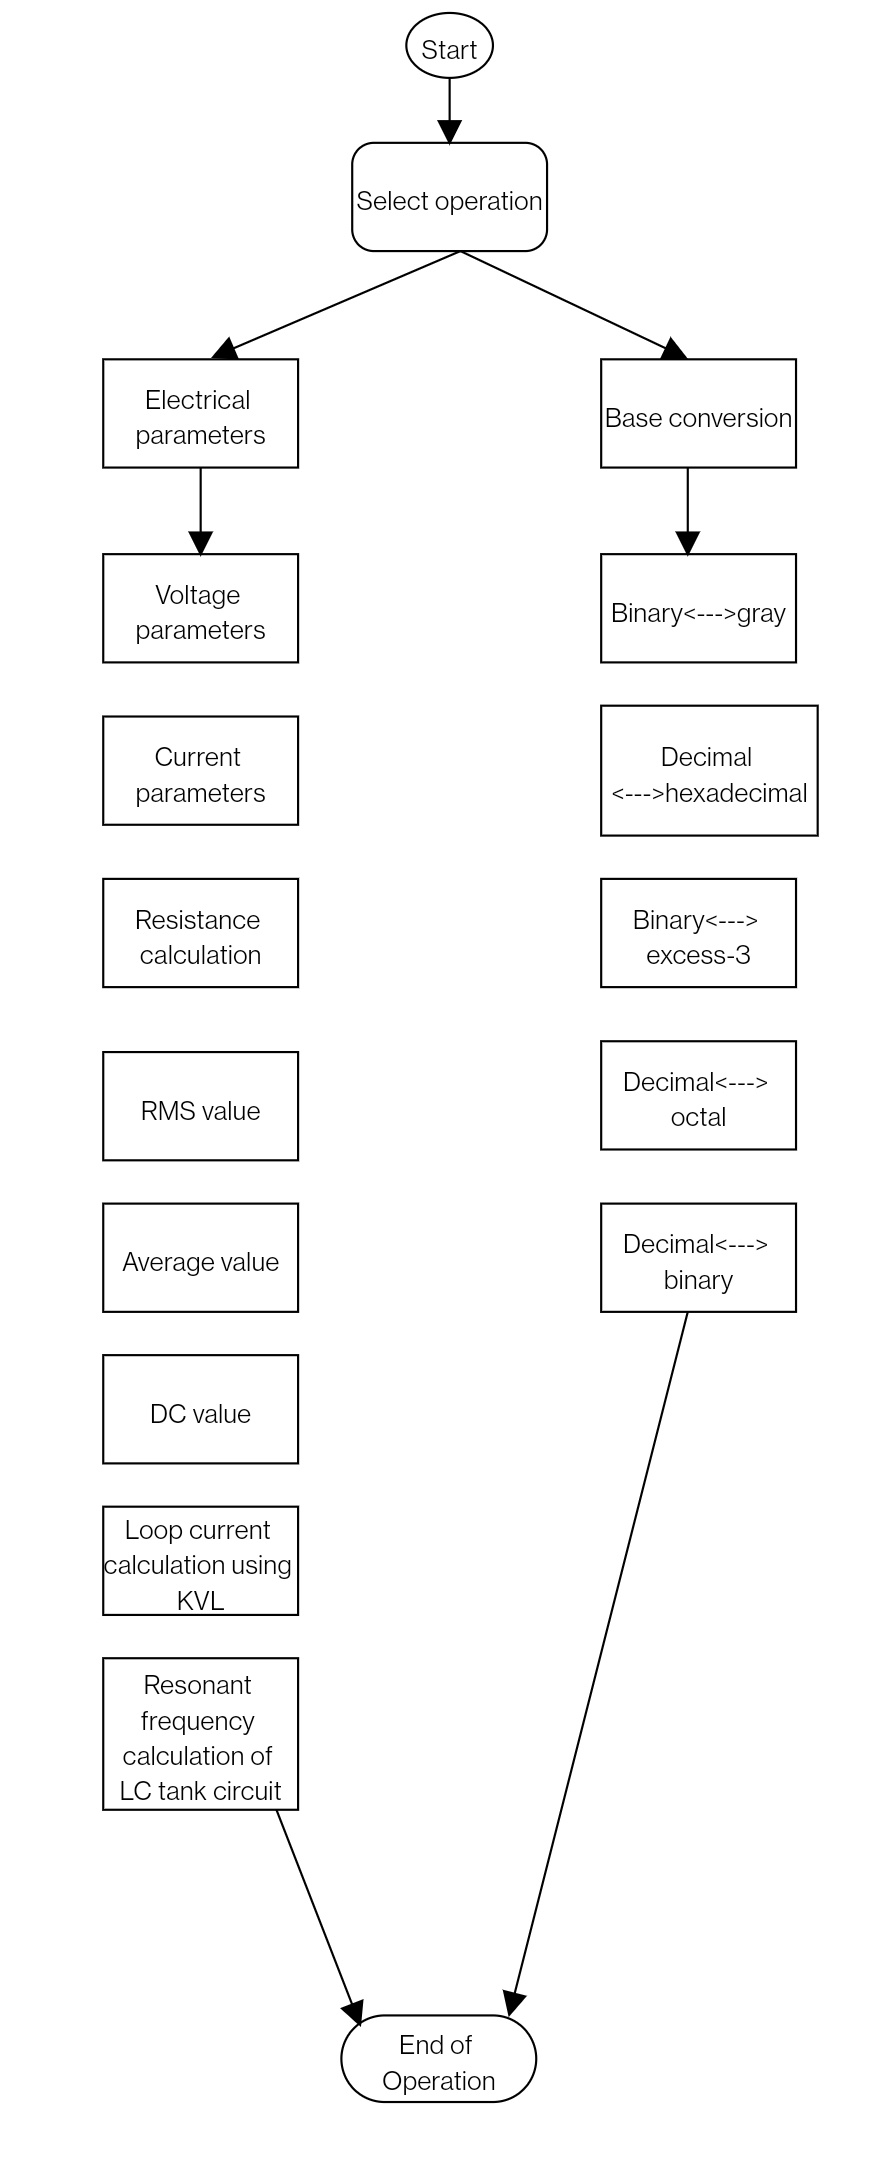 Start
Select operation
Electrical
parameters
Base conversion
Voltage
parameters
Binary<--->gray
Current
parameters
Decimal
<--->hexadecimal
Resistance
calculation
Binary<--->
excess-3
RMS value
Decimal<--->
octal
Average value
Decimal<--->
binary
DC value
Loop current
calculation using
KVL
Resonant
frequency
calculation of
LC tank circuit
End of
Operation